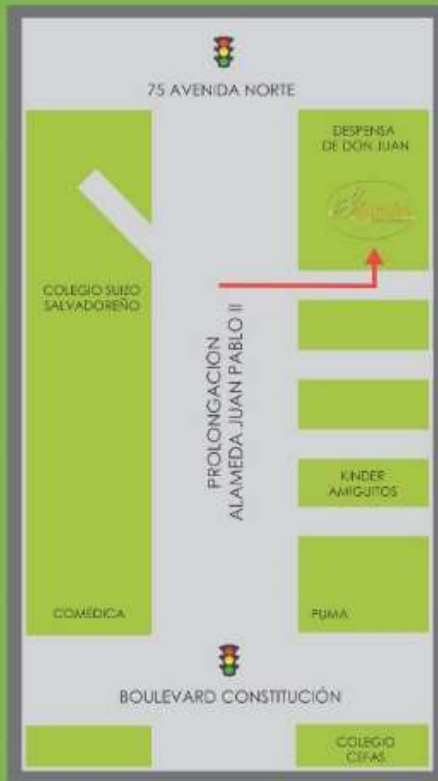 75 AVENIDA NORTE
DESPENSA
DE DON JUAN
COLEGIO SUIZO
SALVADOREÑO
PROLONGACION
ALAMEDA JUAN PABLO II
KINDER
AMIGUITOS
COMEDICA
PUMA
BOULEVARD CONSTITUCIÓN
COLEGIO
CEFAS